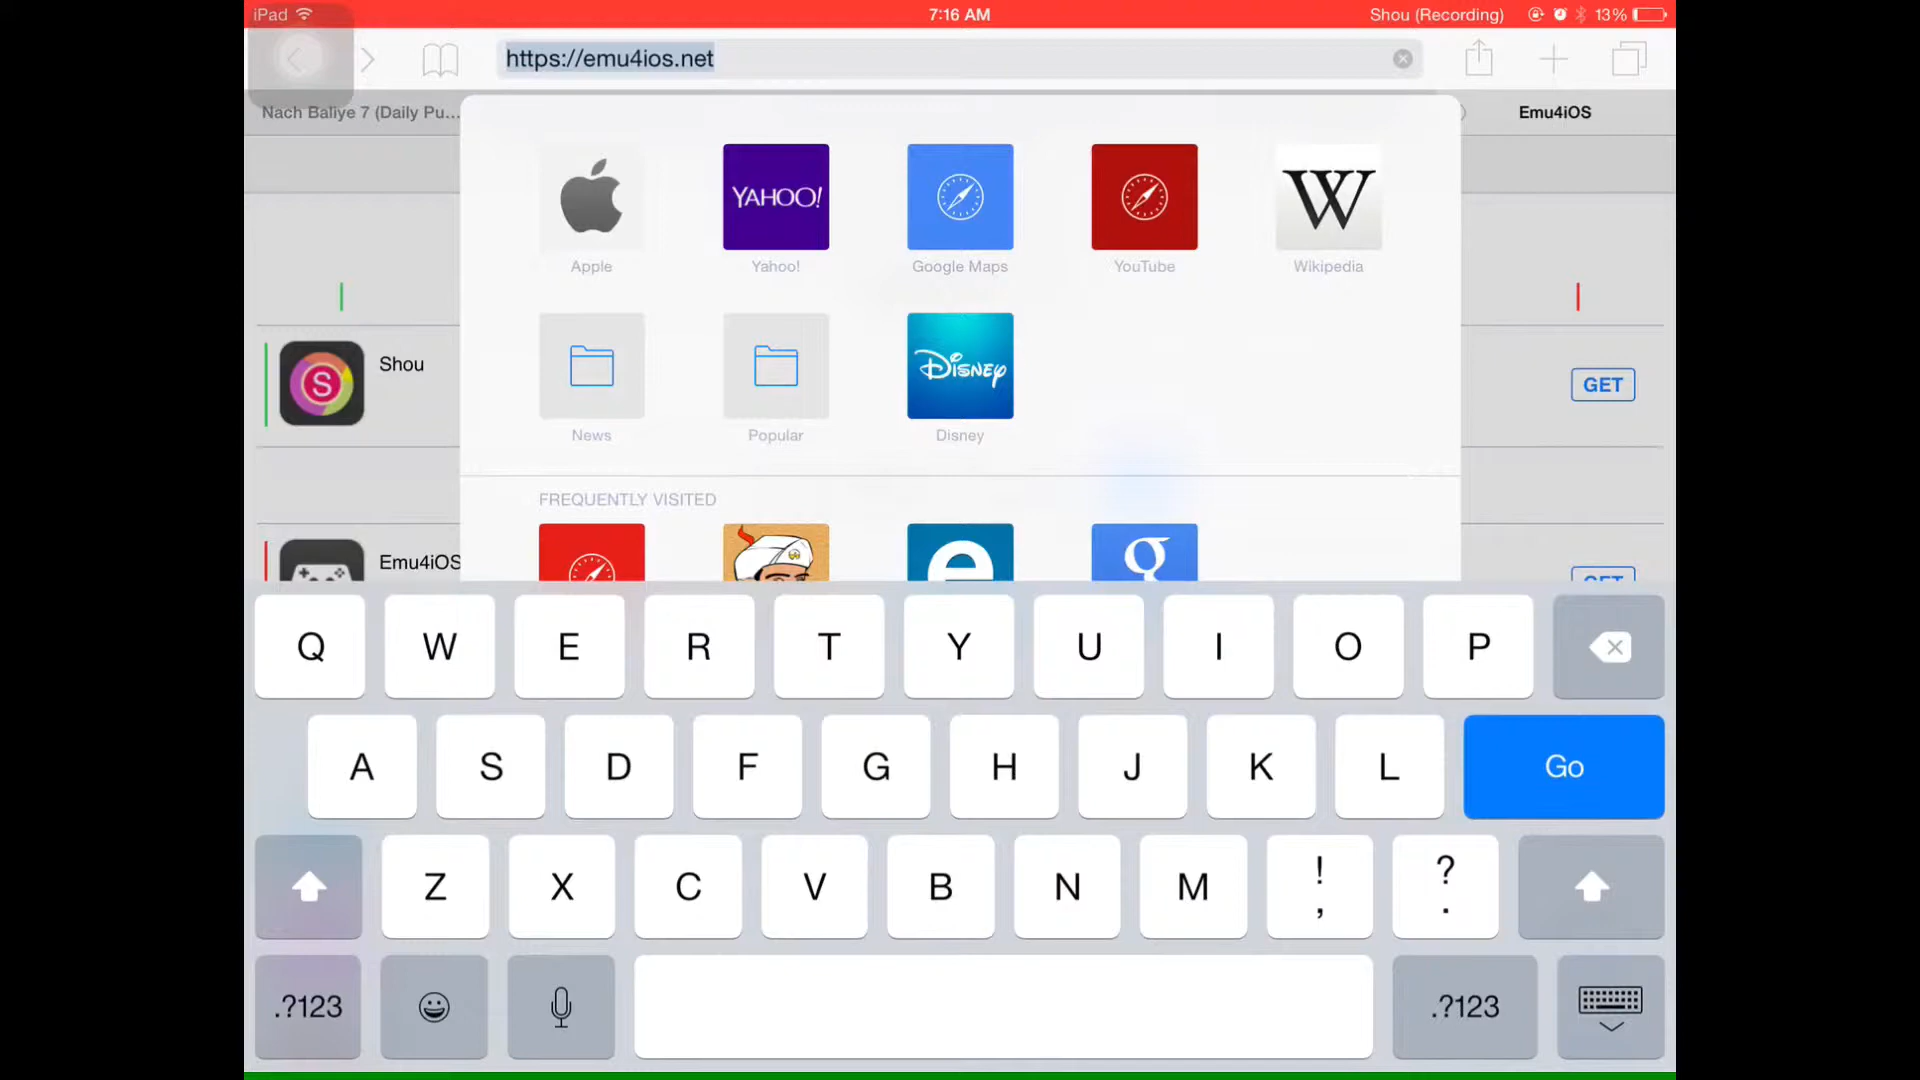 iPad 7:16 AM Shou (Recording) 13%
https://emu4ios.net
Nach Baliye 7 (Daily Pu... Emu4iOS
YAHOO! W
Apple Yahoo! Google Maps YouTube Wikipedia
Shou GET
Disney
News Popular Disney
FREQUENTLY VISITED
Emu4iOS GET
e g
Q W E R T Y U I O P
A S D F G H J K L Go
Z X C V B N M ! , ? .
.?123 .?123